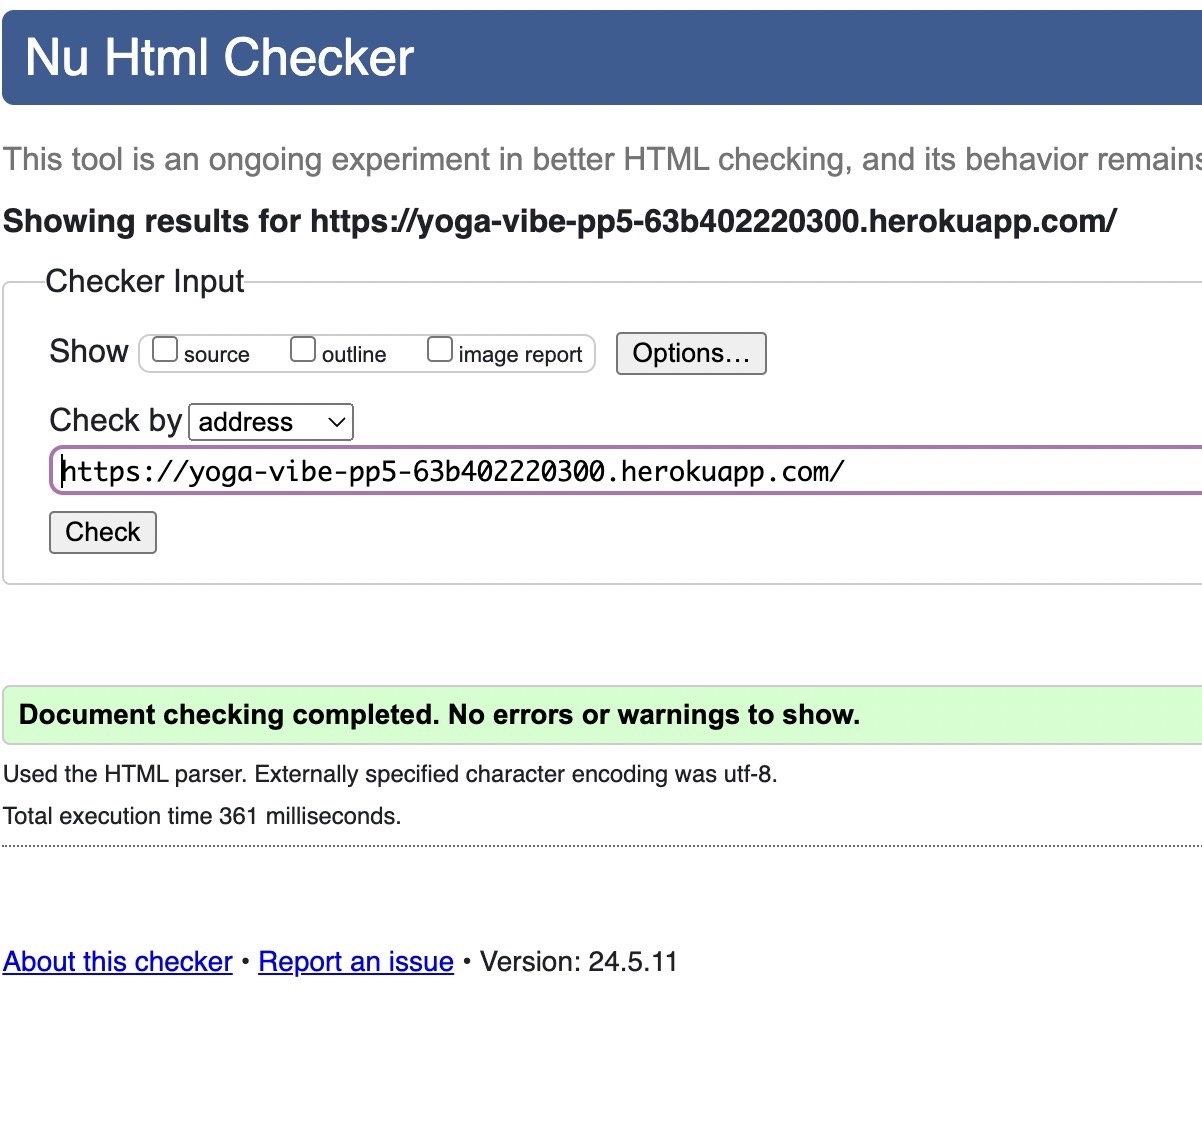 Nu Html Checker
This tool is an ongoing experiment in better HTML checking, and its behavior remains
Showing results for https://yoga-vibe-pp5-63b402220300.herokuapp.com/
Checker Input
Show source outline image report Options...
Check by address
https://yoga-vibe-pp5-63b402220300.herokuapp.com/
Check
Document checking completed. No errors or warnings to show.
Used the HTML parser. Externally specified character encoding was utf-8.
Total execution time 361 milliseconds.
About this checker • Report an issue • Version: 24.5.11